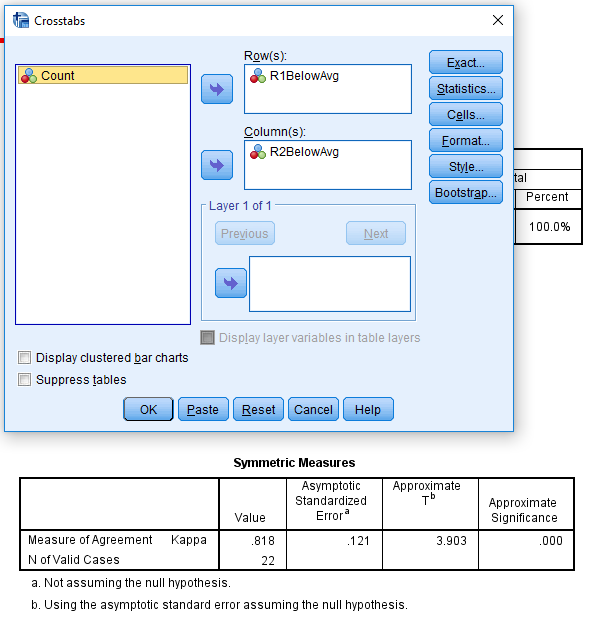 Crosstabs
Count
Row(s):
R1BelowAvg
Column(s):
R2BelowAvg
Layer 1 of 1
Previous
Next
Display layer variables in table layers
Exact...
Statistics...
Cells...
Format...
Style...
Bootstrap...
Display clustered bar charts
Suppress tables
OK
Paste
Reset
Cancel
Help
tal
Percent
100.0%
Symmetric Measures
Value
Asymptotic
Standardized
Error a
Approximate
T b
Approximate
Significance
Measure of Agreement Kappa .818 .121 3.903 .000
N of Valid Cases 22
a. Not assuming the null hypothesis.
b. Using the asymptotic standard error assuming the null hypothesis.